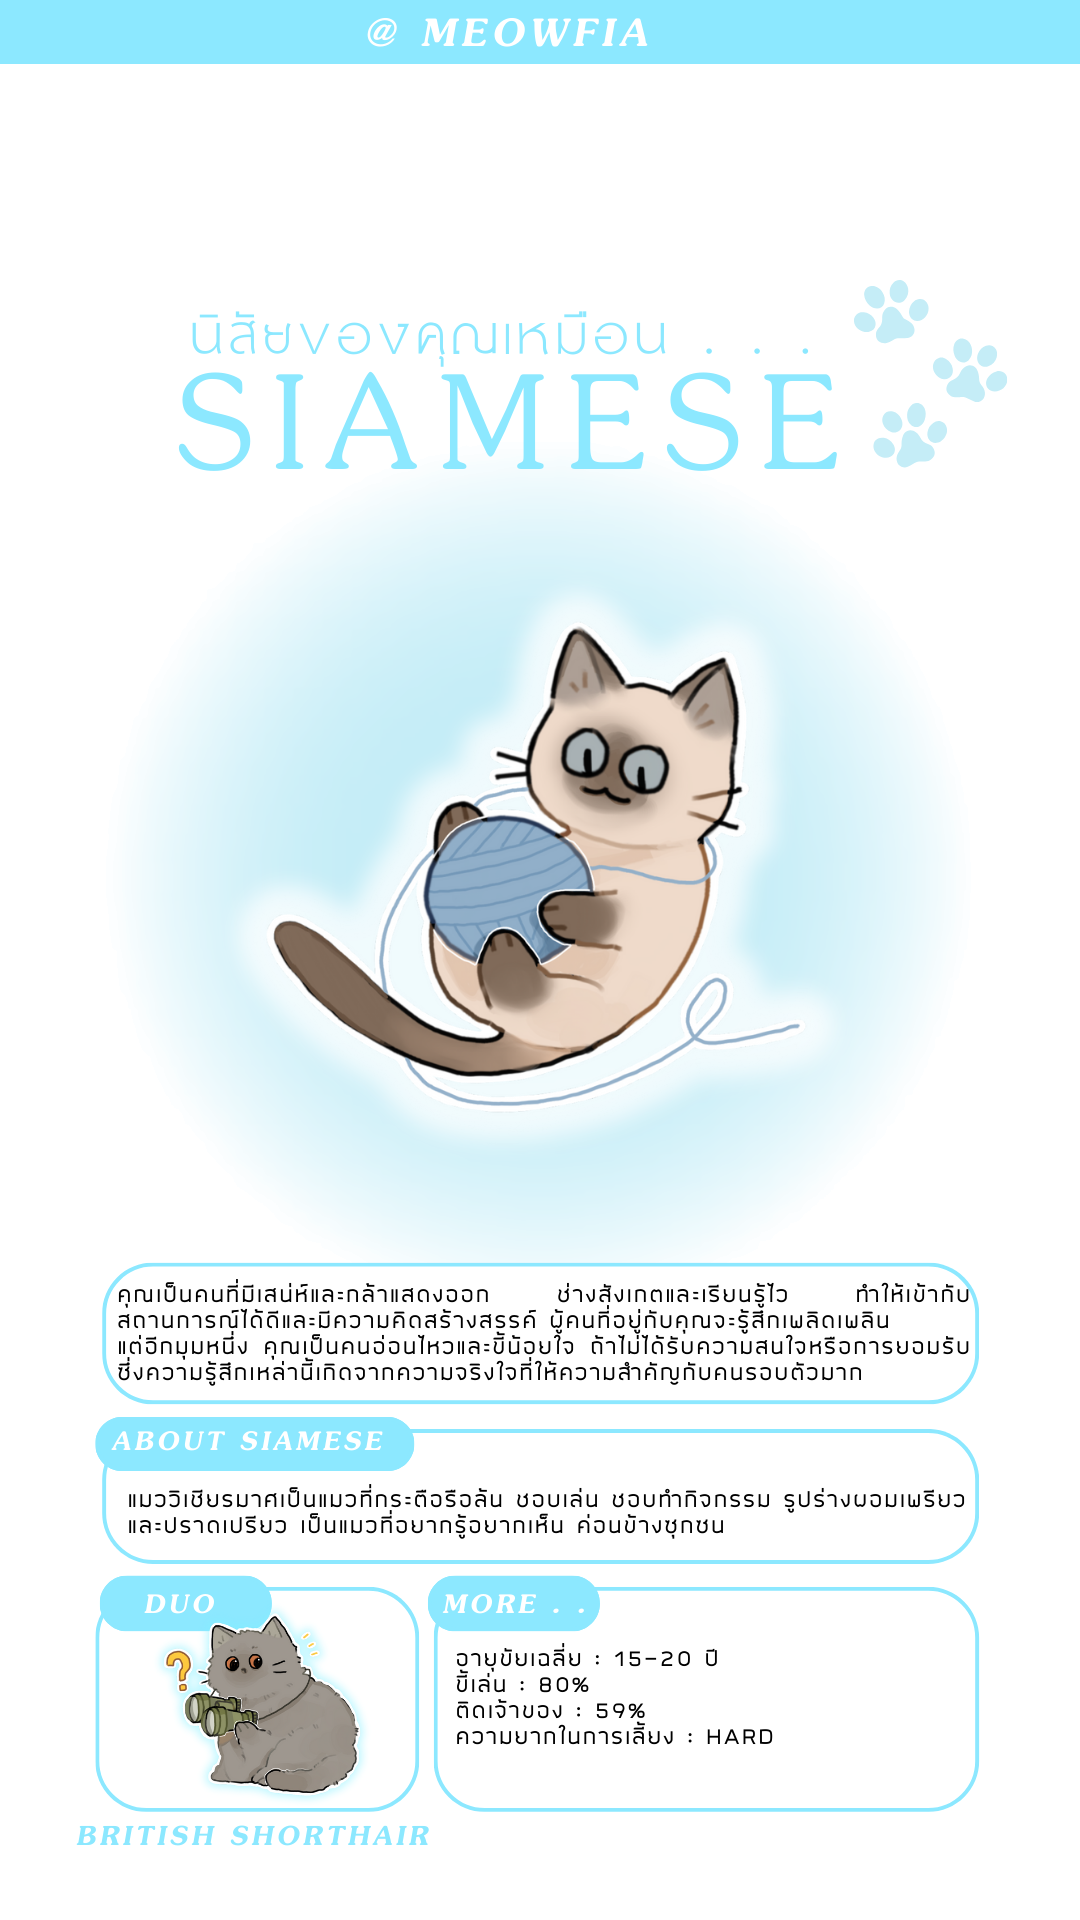 @ MEOWFIA
นิสัยของคุณเหมือน . . .
SIAMESE
คุณเป็นคนที่มีเสน่ห์และกล้าแสดงออก ช่างสังเกตและเรียนรู้ไว ทำให้เข้ากับ
สถานการณ์ได้ดีและมีความคิดสร้างสรรค์ ผู้คนที่อยู่กับคุณจะรู้สึกเพลิดเพลิน
แต่อีกมุมหนึ่ง คุณเป็นคนอ่อนไหวและขี้น้อยใจ ถ้าไม่ได้รับความสนใจหรือการยอมรับ
ซึ่งความรู้สึกเหล่านี้เกิดจากความจริงใจที่ให้ความสำคัญกับคนรอบตัวมาก
ABOUT SIAMESE
แมววิเชียรมาศเป็นแมวที่กระตือรือล้น ชอบเล่น ชอบทำกิจกรรม รูปร่างผอมเพรียว
และปราดเปรียว เป็นแมวที่อยากรู้อยากเห็น ค่อนข้างซุกซน
DUO
?
MORE . .
อายุขัยเฉลี่ย : 15-20 ปี
ขี้เล่น : 80%
ติดเจ้าของ : 59%
ความยากในการเลี้ยง : HARD
BRITISH SHORTHAIR